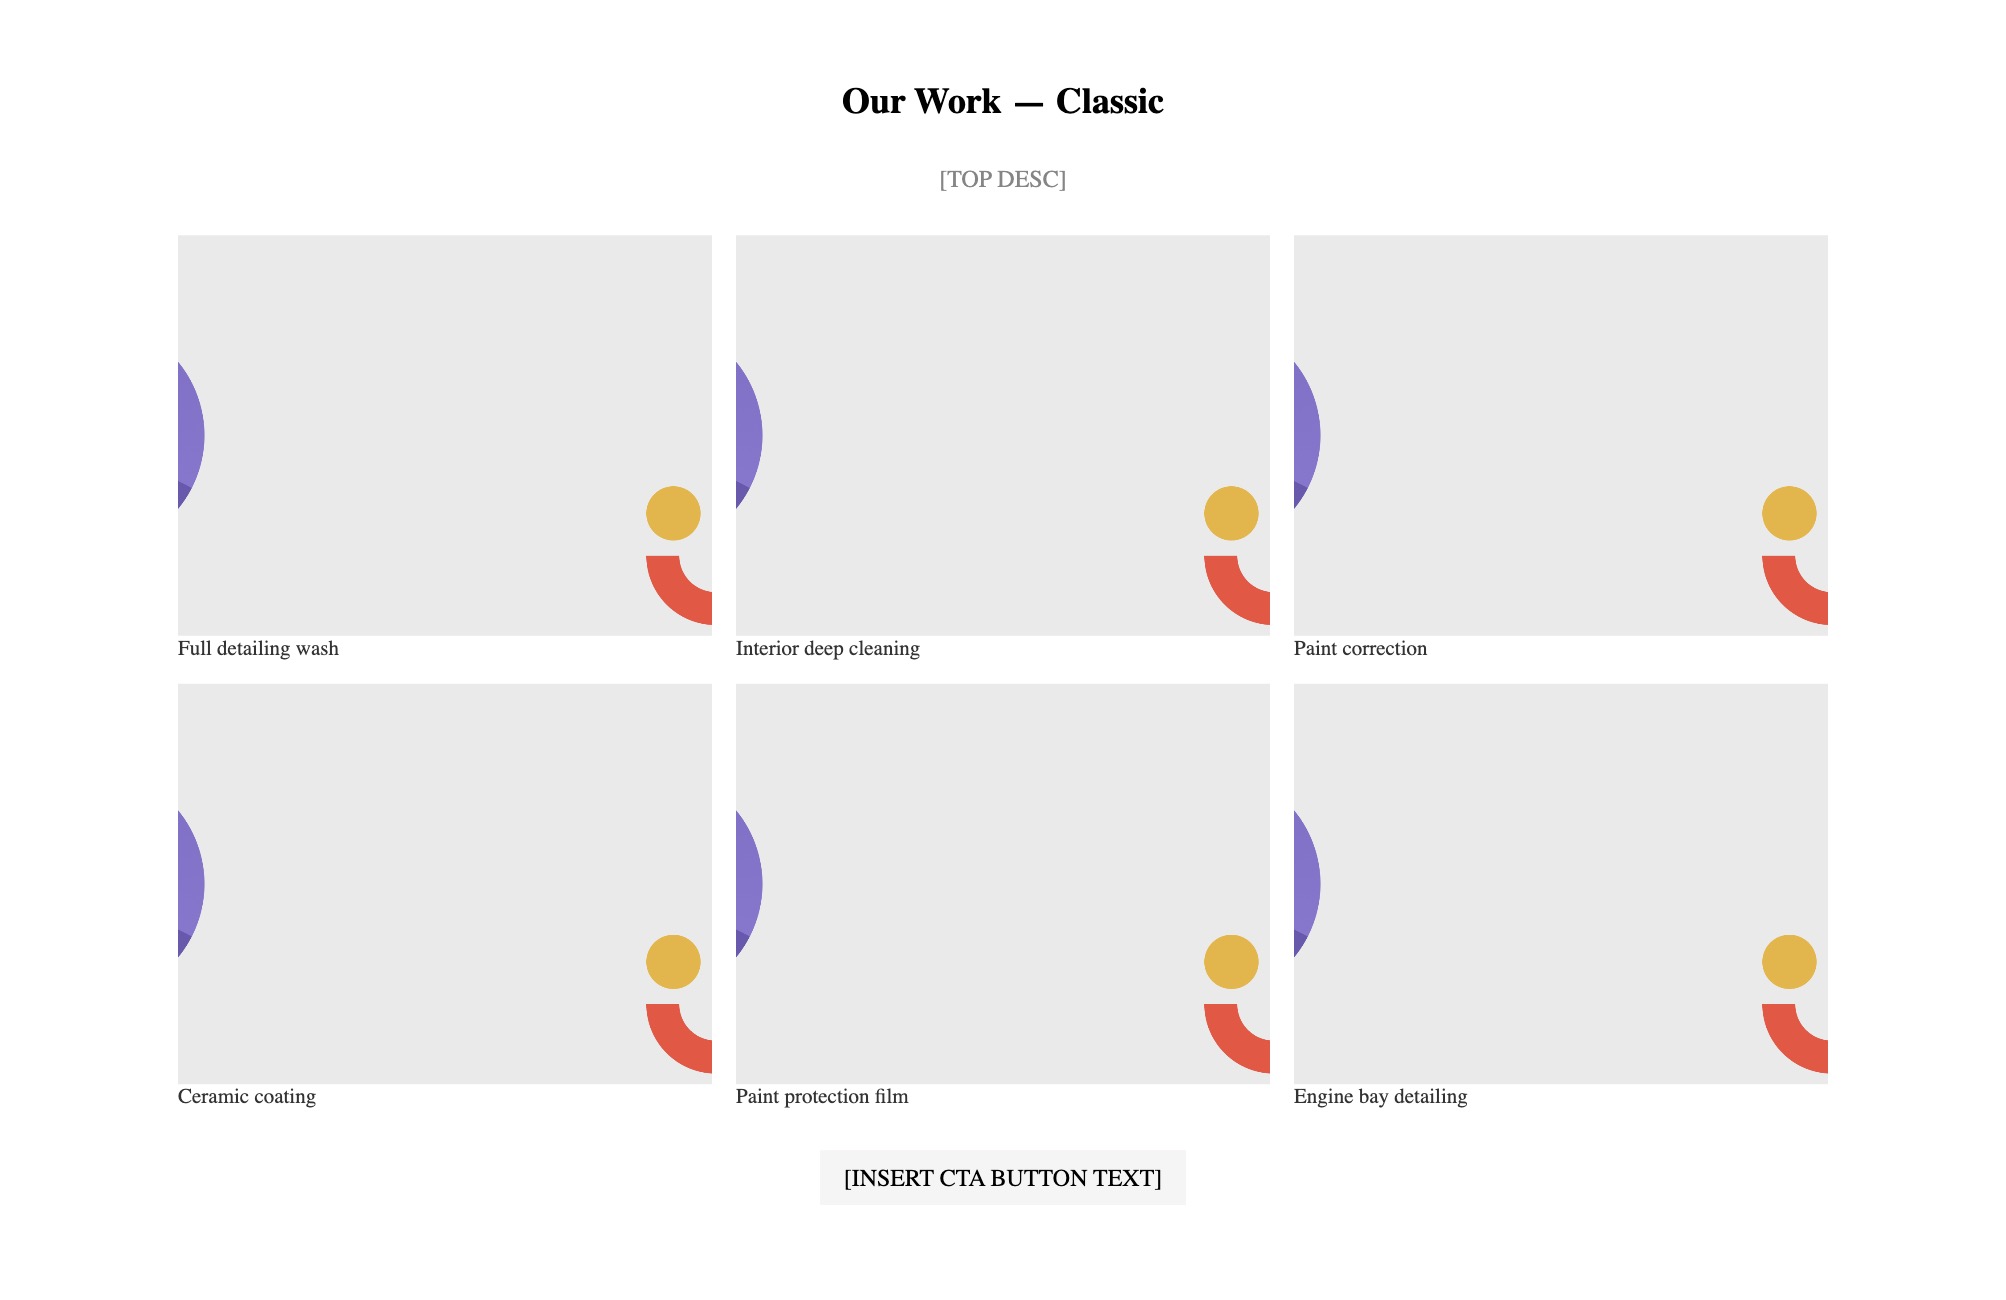 Our Work — Classic
[TOP DESC]
Full detailing wash
Interior deep cleaning
Paint correction
Ceramic coating
Paint protection film
Engine bay detailing
[INSERT CTA BUTTON TEXT]